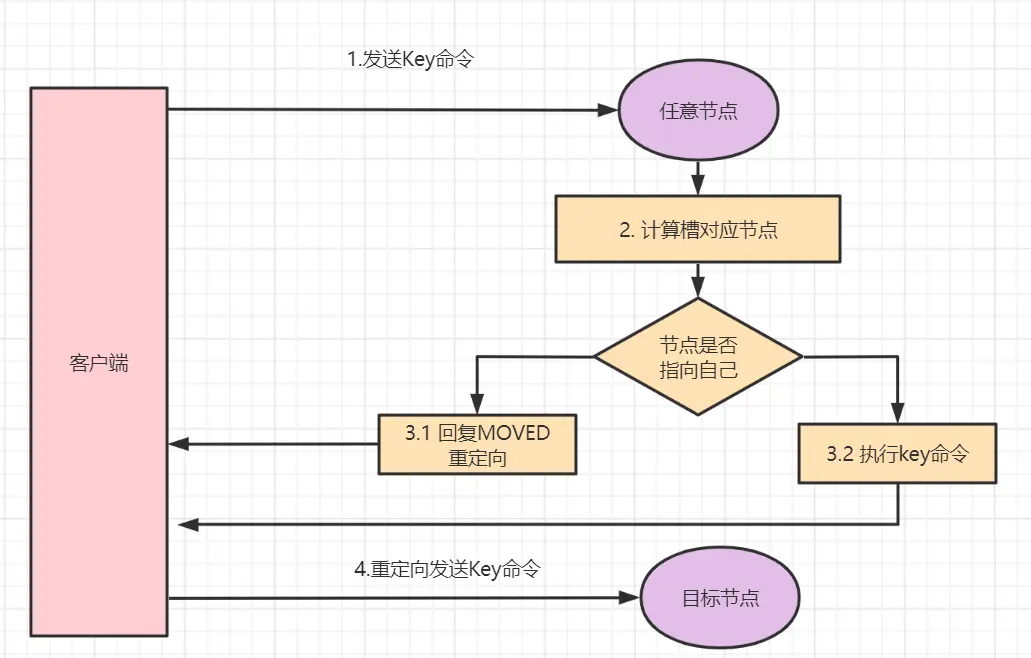 1.发送Key命令
任意节点
2. 计算槽对应节点
节点是否
指向自己
客户端
3.1 回复MOVED
重定向
3.2 执行key命令
4.重定向发送Key命令
目标节点